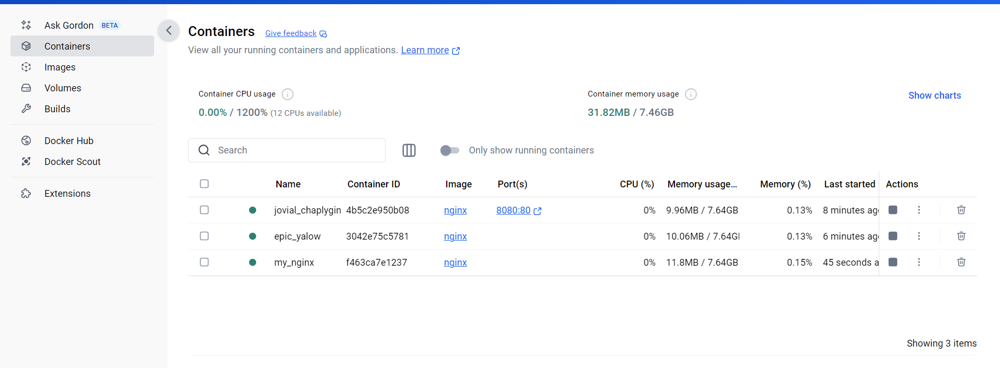 Ask Gordon BETA
Containers
Images
Volumes
Builds
Docker Hub
Docker Scout
Extensions
Containers Give feedback
View all your running containers and applications. Learn more
Container CPU usage
0.00% / 1200% (12 CPUs available)
Container memory usage
31.82MB / 7.46GB
Show charts
Search
Only show running containers
Name Container ID Image Port(s) CPU (%) Memory usage... Memory (%) Last started Actions
jovial_chaplygin 4b5c2e950b08 nginx 8080:80 0% 9.96MB / 7.64GB 0.13% 8 minutes ago
epic_yalow 3042e75c5781 nginx 0% 10.06MB / 7.64G 0.13% 6 minutes ago
my_nginx f463ca7e1237 nginx 0% 11.8MB / 7.64GB 0.15% 45 seconds a
Showing 3 items